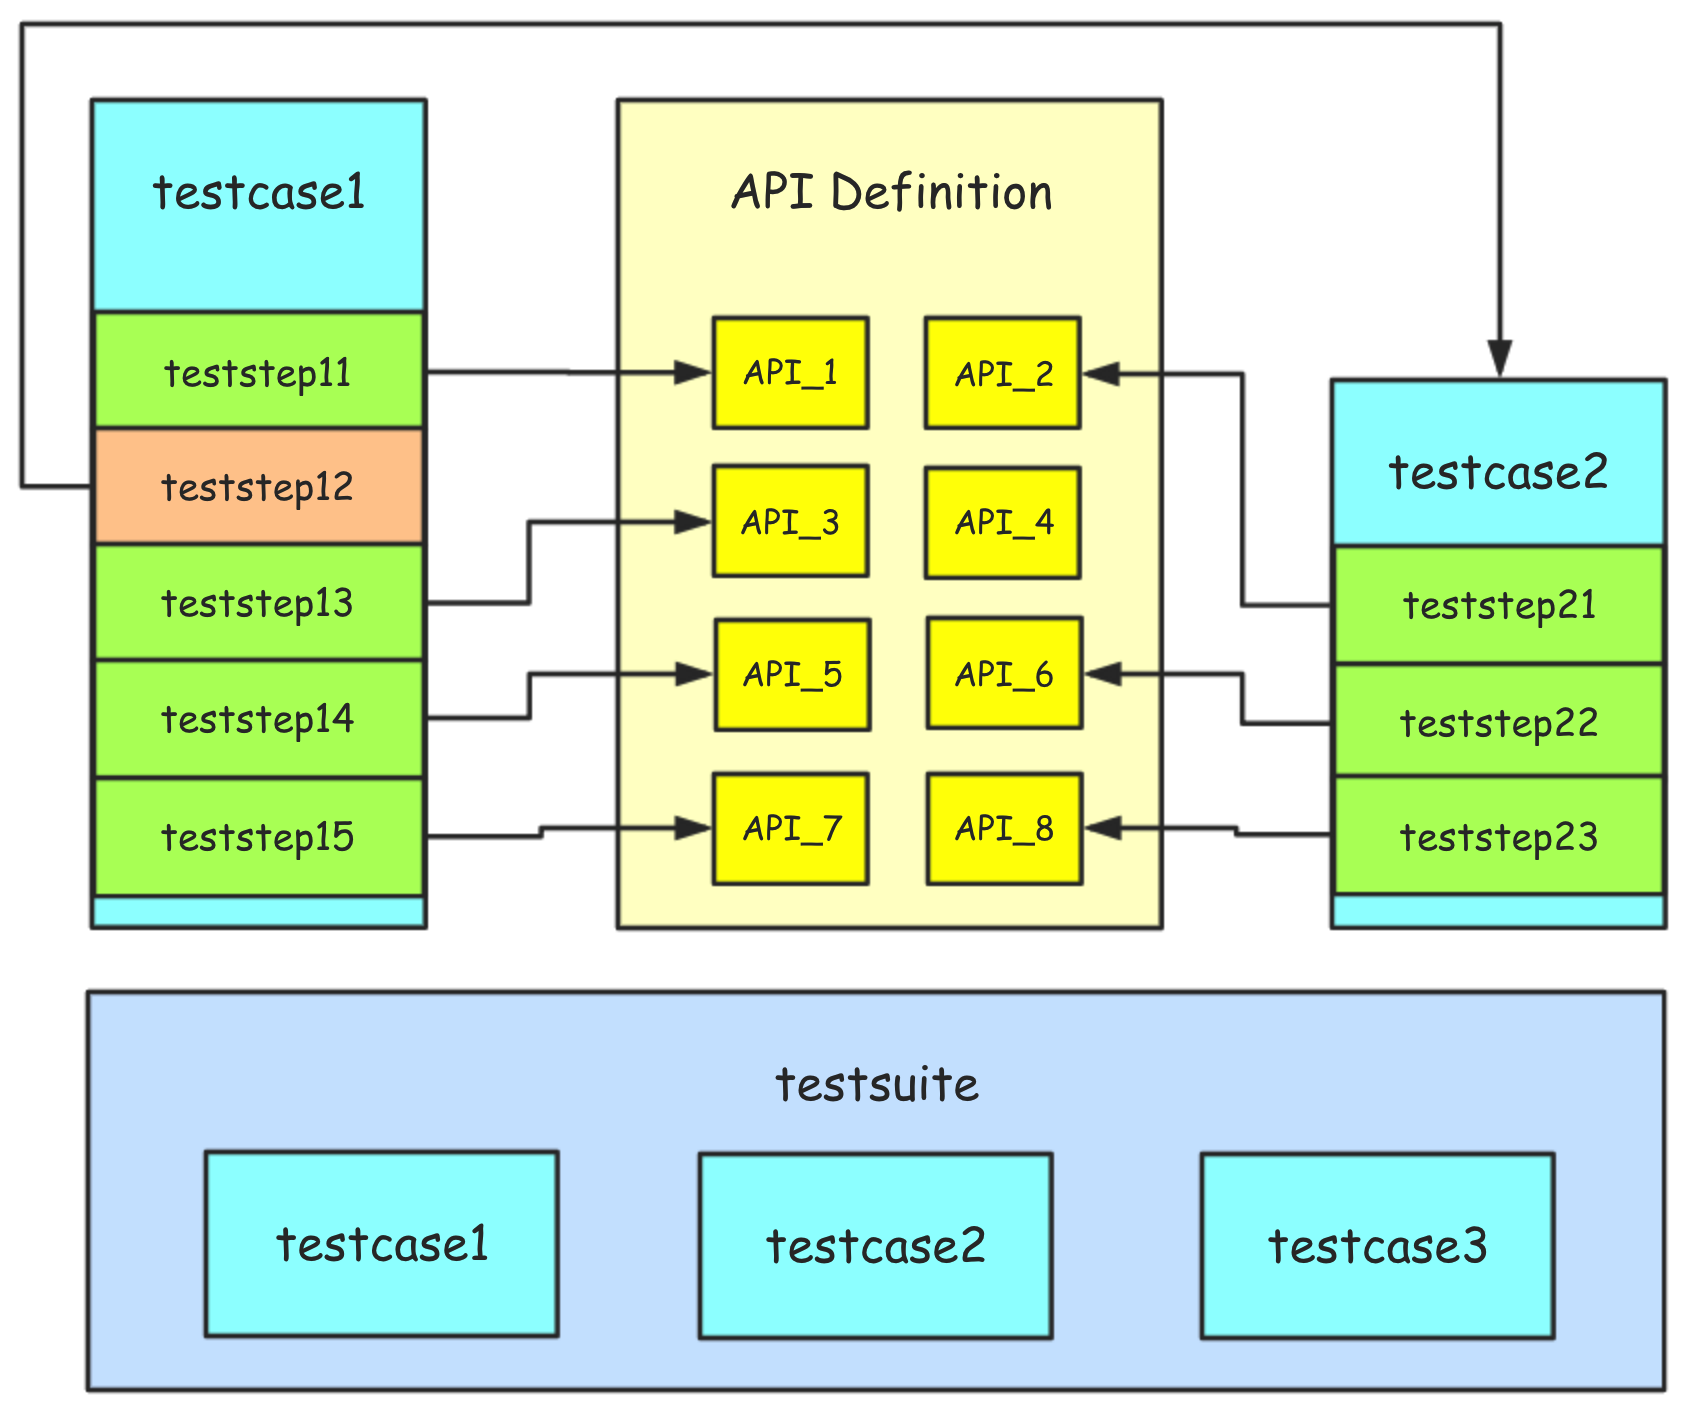 testcase1
teststep11
teststep12
teststep13
teststep14
teststep15
API Definition
API_1
API_2
API_3
API_4
API_5
API_6
API_7
API_8
testcase2
teststep21
teststep22
teststep23
testsuite
testcase1
testcase2
testcase3